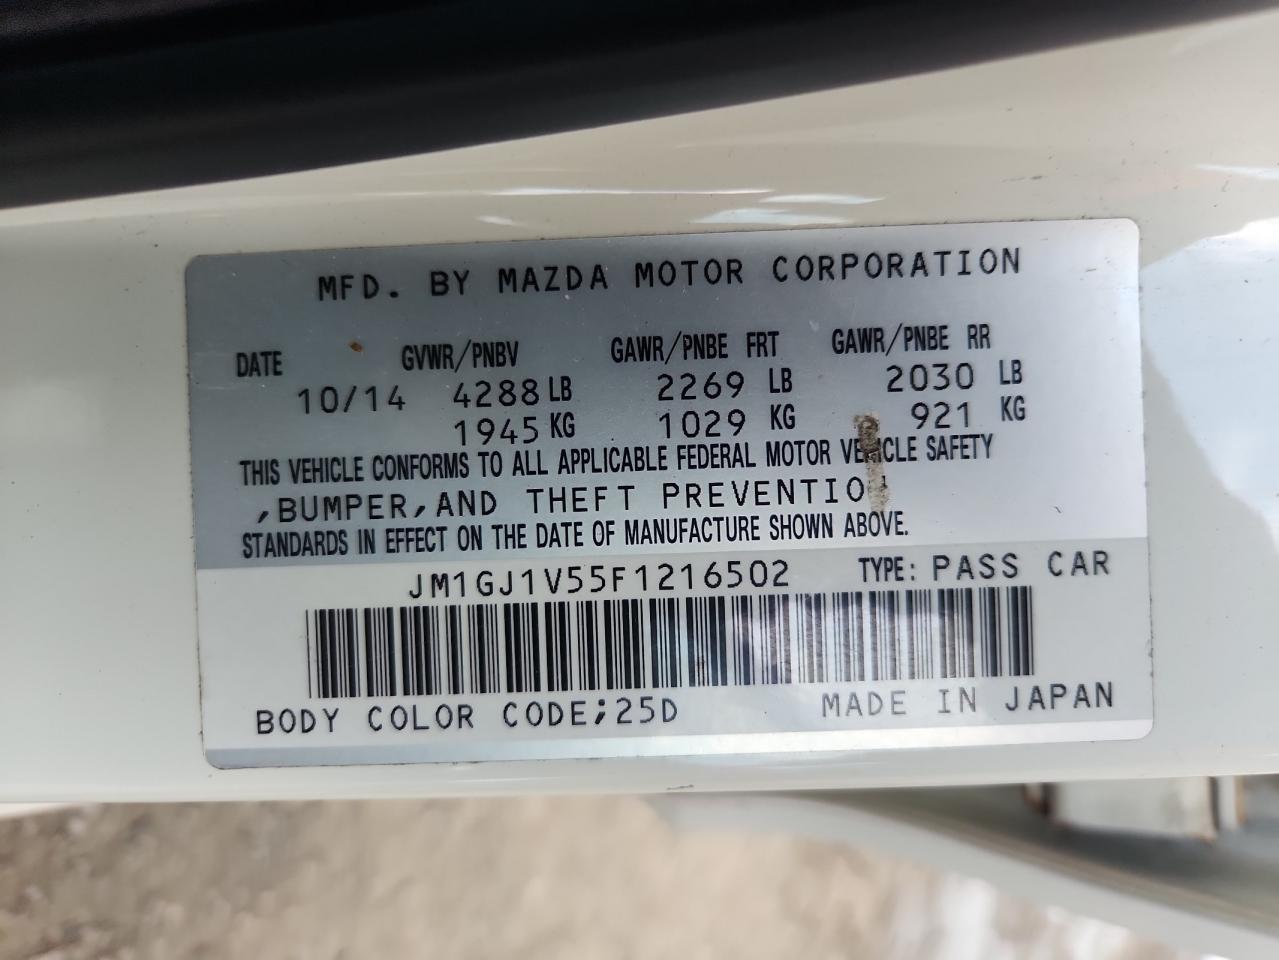 MFD. BY MAZDA MOTOR CORPORATION
DATE GVWR/PNBV GAWR/PNBE FRT GAWR/PNBE RR
10/14 4288 LB 2269 LB 2030 LB
1945 KG 1029 KG 921 KG
THIS VEHICLE CONFORMS TO ALL APPLICABLE FEDERAL MOTOR VEHICLE SAFETY
,BUMPER,AND THEFT PREVENTION
STANDARDS IN EFFECT ON THE DATE OF MANUFACTURE SHOWN ABOVE.
JM1GJ1V55F1216502 TYPE: PASS CAR
BODY COLOR CODE;25D MADE IN JAPAN